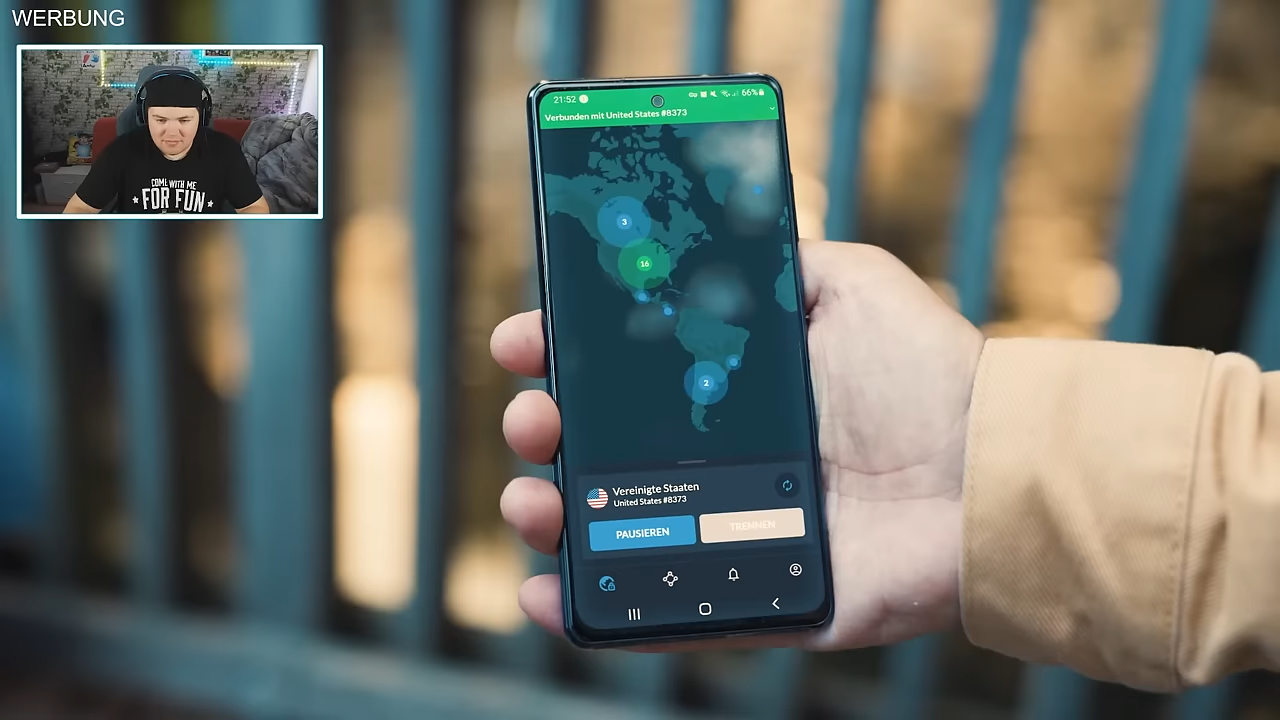 WERBUNG
COME WITH ME
FOR FUN
21:52
66%
Verbunden mit United States #8373
3
16
2
Vereinigte Staaten
United States #8373
PAUSIEREN
TRENNEN